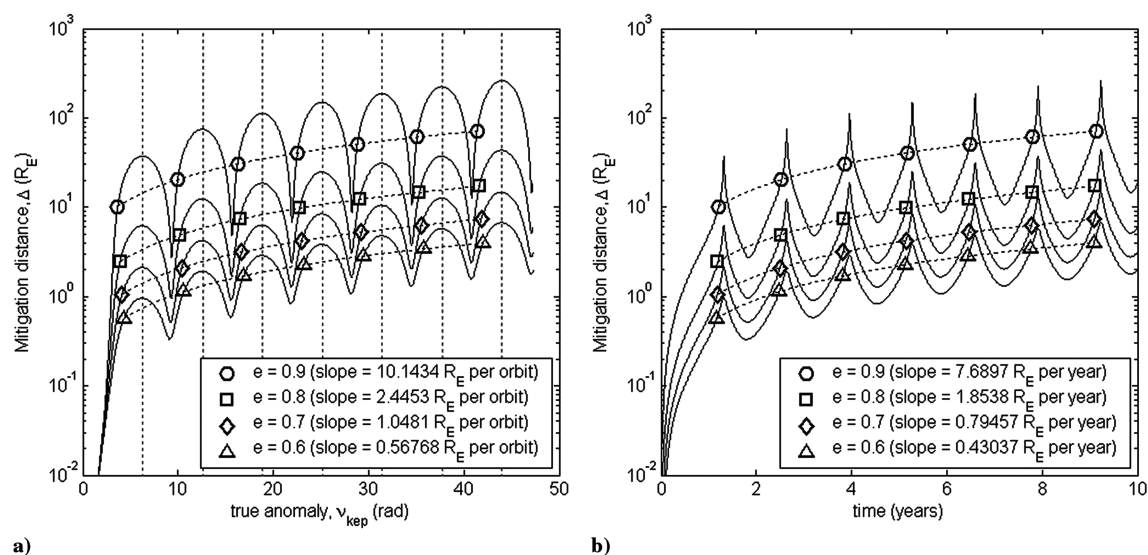 10^3
10^2
10^1
10^0
10^-1
10^-2
Mitigation distance, Δ (R_E)
e = 0.9 (slope = 10.1434 R_E per orbit)
e = 0.8 (slope = 2.4453 R_E per orbit)
e = 0.7 (slope = 1.0481 R_E per orbit)
e = 0.6 (slope = 0.56768 R_E per orbit)
0 10 20 30 40 50
true anomaly, ν_kep (rad)
a)
10^3
10^2
10^1
10^0
10^-1
10^-2
Mitigation distance, Δ (R_E)
e = 0.9 (slope = 7.6897 R_E per year)
e = 0.8 (slope = 1.8538 R_E per year)
e = 0.7 (slope = 0.79457 R_E per year)
e = 0.6 (slope = 0.43037 R_E per year)
0 2 4 6 8 10
time (years)
b)